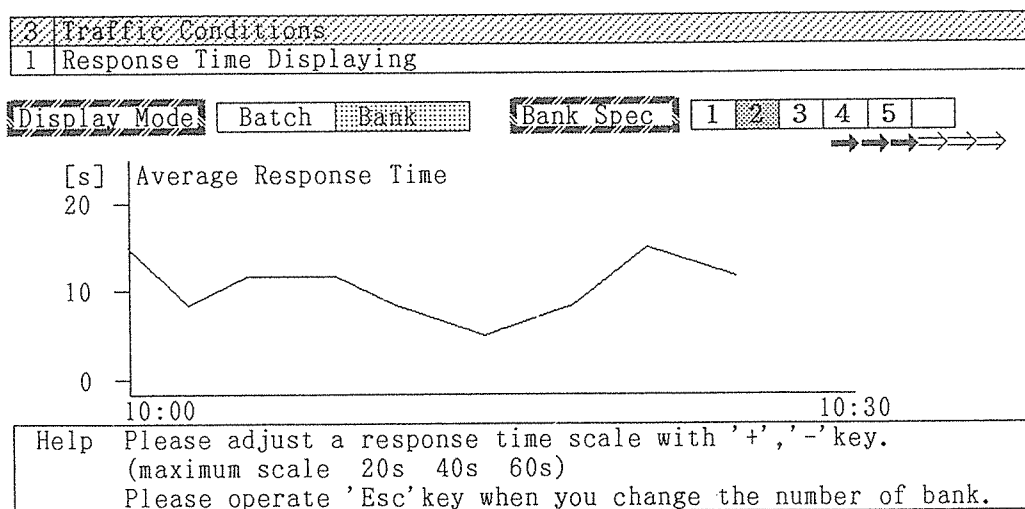 3 Traffic Conditions
1 Response Time Displaying
Display Mode Batch Bank Bank Spec 1 2 3 4 5
[s] Average Response Time
20
10
0
10:00 10:30
Help Please adjust a response time scale with '+','-'key.
(maximum scale 20s 40s 60s)
Please operate 'Esc'key when you change the number of bank.